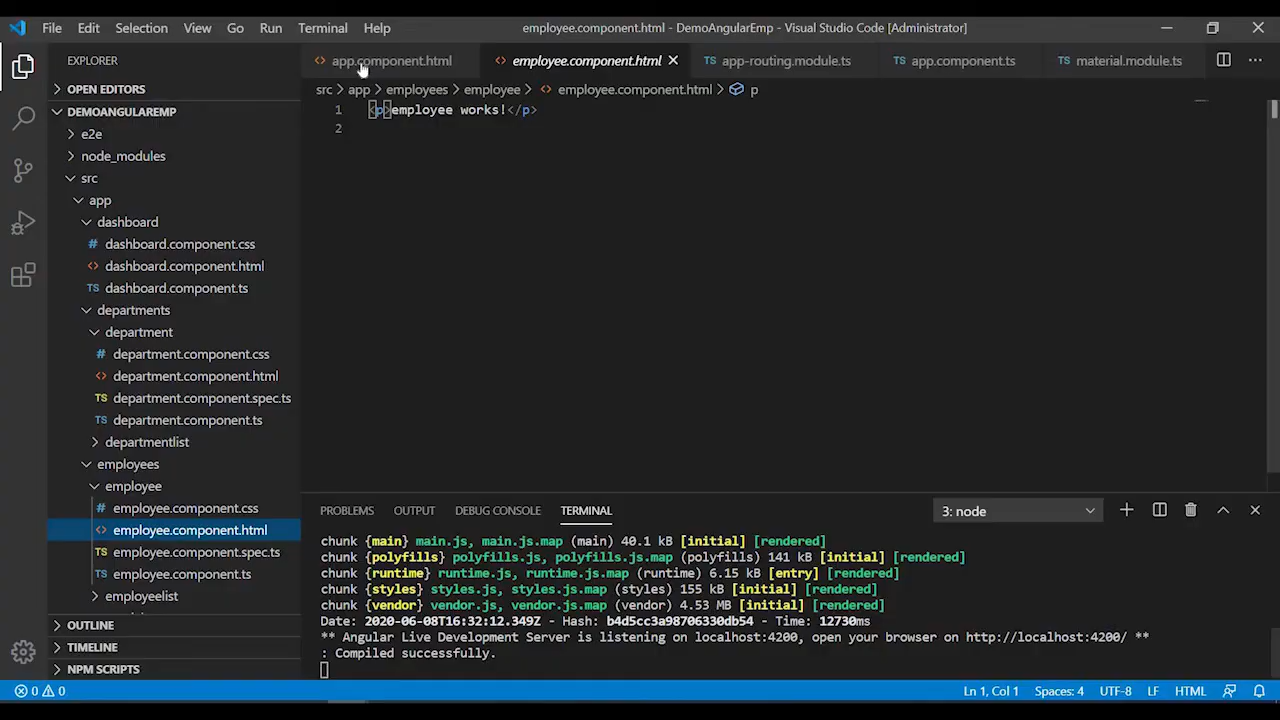 File Edit Selection View Go Run Terminal Help employee.component.html - DemoAngularEmp - Visual Studio Code [Administrator]
EXPLORER
OPEN EDITORS
DEMOANGULAREMP
e2e
node_modules
src
app
dashboard
# dashboard.component.css
<> dashboard.component.html
TS dashboard.component.ts
departments
department
# department.component.css
<> department.component.html
TS department.component.spec.ts
TS department.component.ts
departmentlist
employees
employee
# employee.component.css
<> employee.component.html
TS employee.component.spec.ts
TS employee.component.ts
employeelist
OUTLINE
TIMELINE
NPM SCRIPTS
<> app.component.html <> employee.component.html TS app-routing.module.ts TS app.component.ts TS material.module.ts
src > app > employees > employee > <> employee.component.html > p
1 <p>employee works!</p>
2
PROBLEMS OUTPUT DEBUG CONSOLE TERMINAL 3: node
chunk {main} main.js, main.js.map (main) 40.1 kB [initial] [rendered]
chunk {polyfills} polyfills.js, polyfills.js.map (polyfills) 141 kB [initial] [rendered]
chunk {runtime} runtime.js, runtime.js.map (runtime) 6.15 kB [entry] [rendered]
chunk {styles} styles.js, styles.js.map (styles) 155 kB [initial] [rendered]
chunk {vendor} vendor.js, vendor.js.map (vendor) 4.53 MB [initial] [rendered]
Date: 2020-06-08T16:32:12.349Z - Hash: b4d5cc3a98706330db54 - Time: 12730ms
** Angular Live Development Server is listening on localhost:4200, open your browser on http://localhost:4200/ **
: Compiled successfully.
0 0 Ln 1, Col 1 Spaces: 4 UTF-8 LF HTML